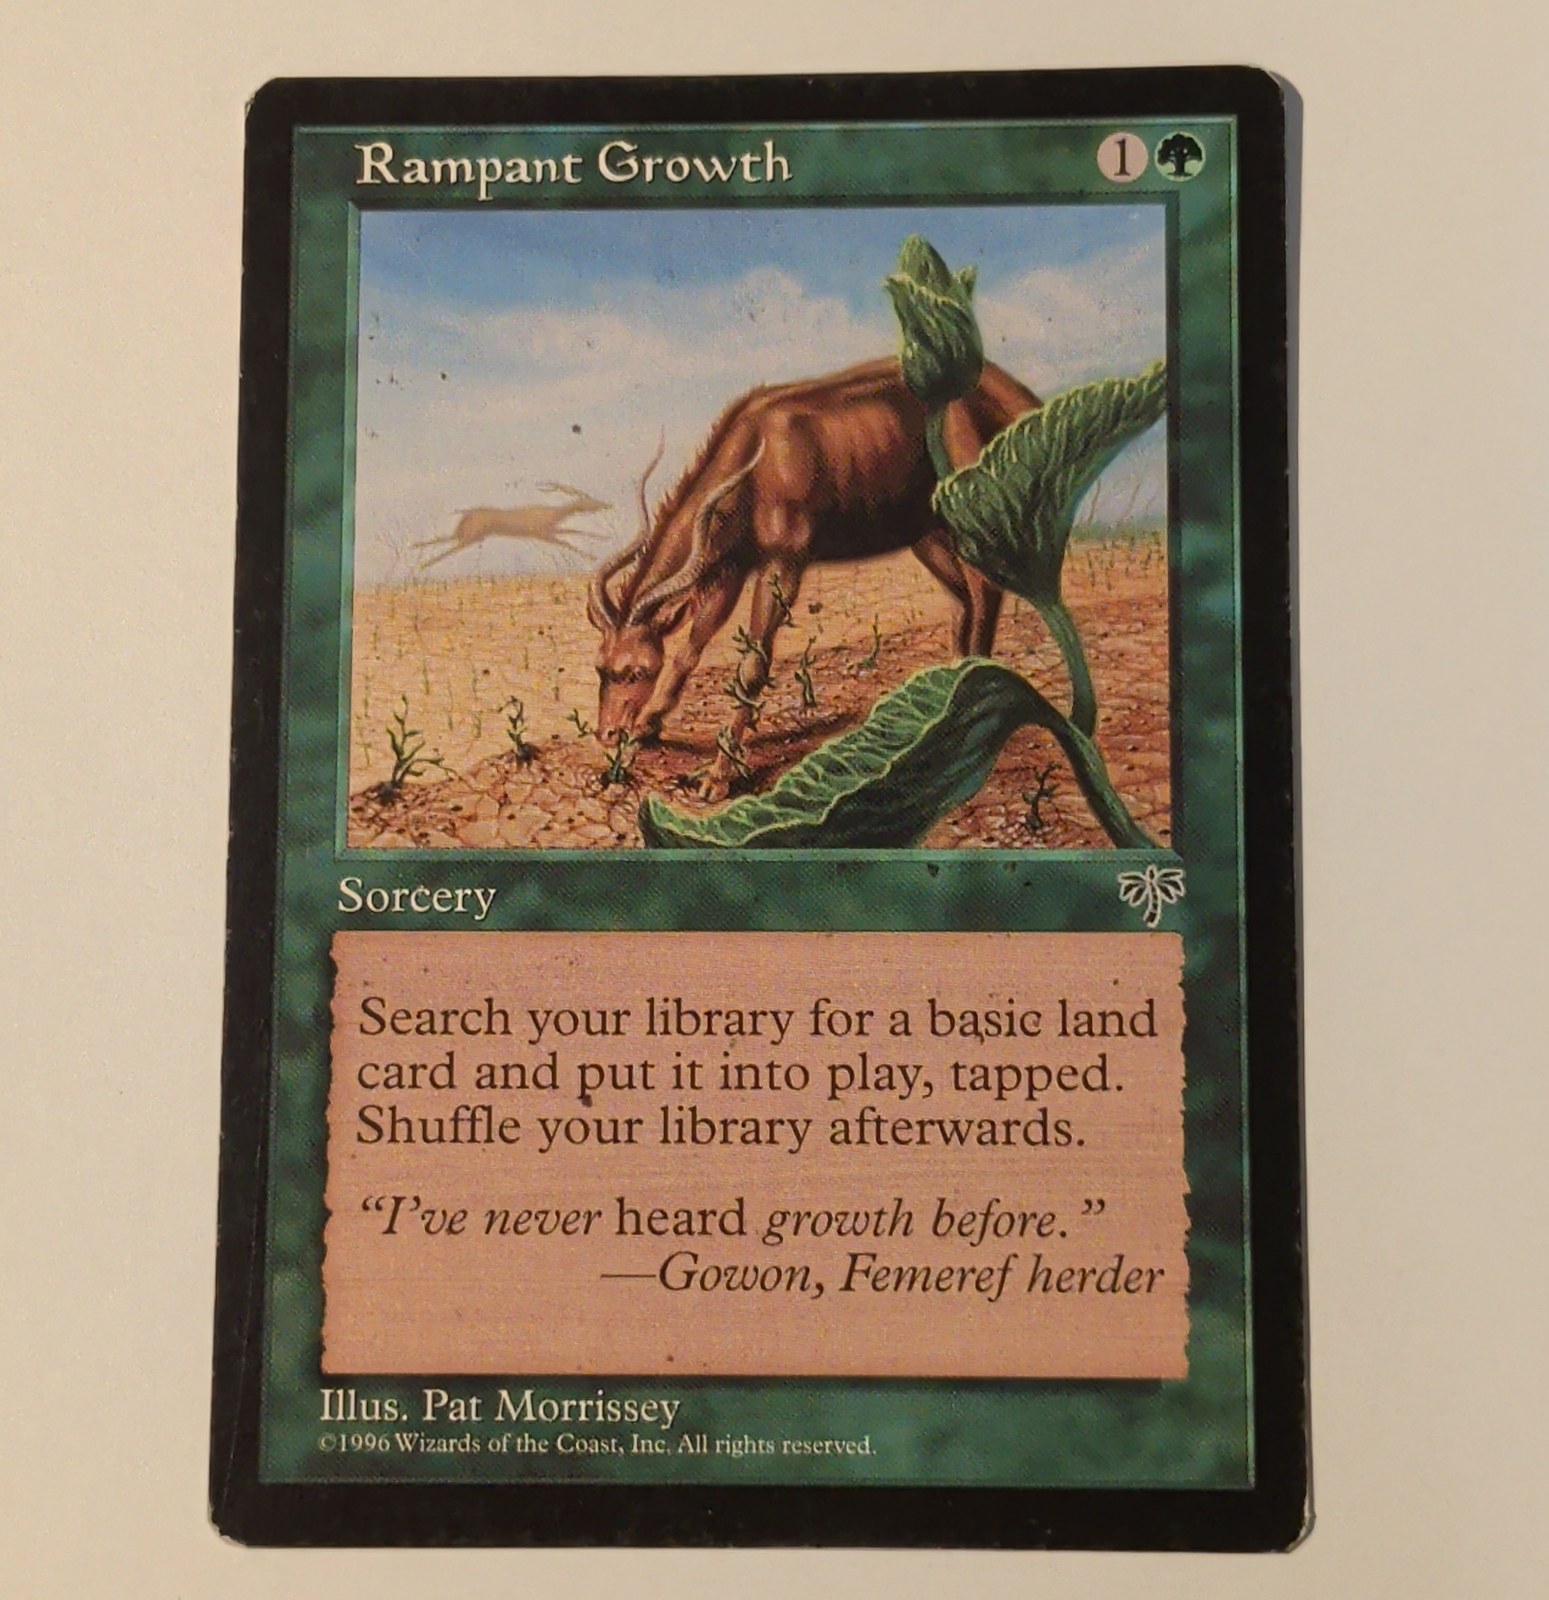 Rampant Growth 1
Sorcery
Search your library for a basic land
card and put it into play, tapped.
Shuffle your library afterwards.
“I’ve never heard growth before.”
—Gowon, Femeref herder
Illus. Pat Morrissey
©1996 Wizards of the Coast, Inc. All rights reserved.